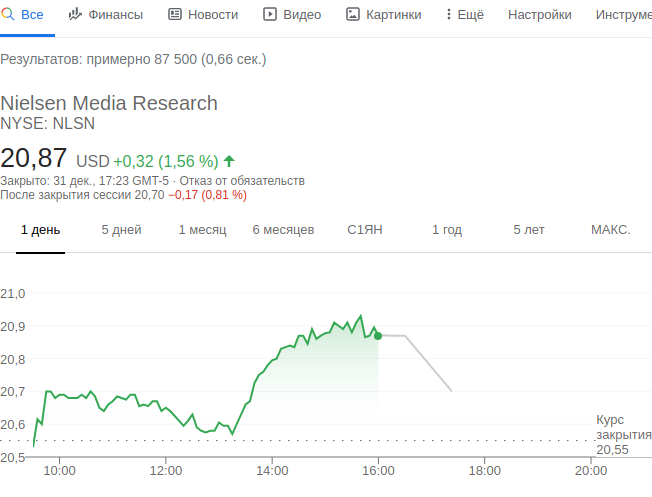 Все Финансы Новости Видео Картинки Ещё Настройки Инструме
Результатов: примерно 87 500 (0,66 сек.)
Nielsen Media Research
NYSE: NLSN
20,87 USD +0,32 (1,56 %)
Закрыто: 31 дек., 17:23 GMT-5 · Отказ от обязательств
После закрытия сессии 20,70 −0,17 (0,81 %)
1 день 5 дней 1 месяц 6 месяцев С1ЯН 1 год 5 лет МАКС.
21,0
20,9
20,8
20,7
20,6
Курс
закрытия
20,55
20,5
10:00 12:00 14:00 16:00 18:00 20:00